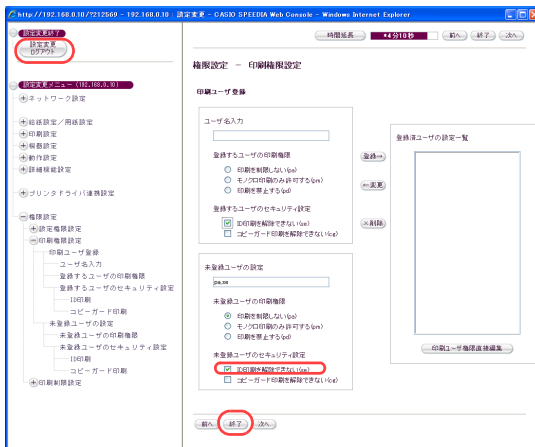 http://192.168.0.10/?212569 - 192.168.0.10 : 設定変更 - CASIO SPEEDIA Web Console - Windows Internet Explorer
設定変更終了
設定変更
ログアウト
設定変更メニュー (192.168.0.10)
ネットワーク設定
給紙設定／用紙設定
印刷設定
機器設定
動作設定
詳細機能設定
プリンタドライバ連携設定
権限設定
設定権限設定
印刷権限設定
印刷ユーザ登録
ユーザ名入力
登録するユーザの印刷権限
登録するユーザのセキュリティ設定
ID印刷
コピーガード印刷
未登録ユーザの設定
未登録ユーザの印刷権限
未登録ユーザのセキュリティ設定
ID印刷
コピーガード印刷
印刷制限設定
時間延長
*4分10秒
前へ
終了
次へ
権限設定 － 印刷権限設定
印刷ユーザ登録
ユーザ名入力
登録するユーザの印刷権限
印刷を制限しない(pa)
モノクロ印刷のみ許可する(pm)
印刷を禁止する(pd)
登録するユーザのセキュリティ設定
ID印刷を解除できない(se)
コピーガード印刷を解除できない(cg)
登録→
←変更
×削除
登録済ユーザの設定一覧
印刷ユーザ権限直接編集
未登録ユーザの設定
未登録ユーザの印刷権限
印刷を制限しない(pa)
モノクロ印刷のみ許可する(pm)
印刷を禁止する(pd)
未登録ユーザのセキュリティ設定
ID印刷を解除できない(se)
コピーガード印刷を解除できない(cg)
前へ
終了
次へ